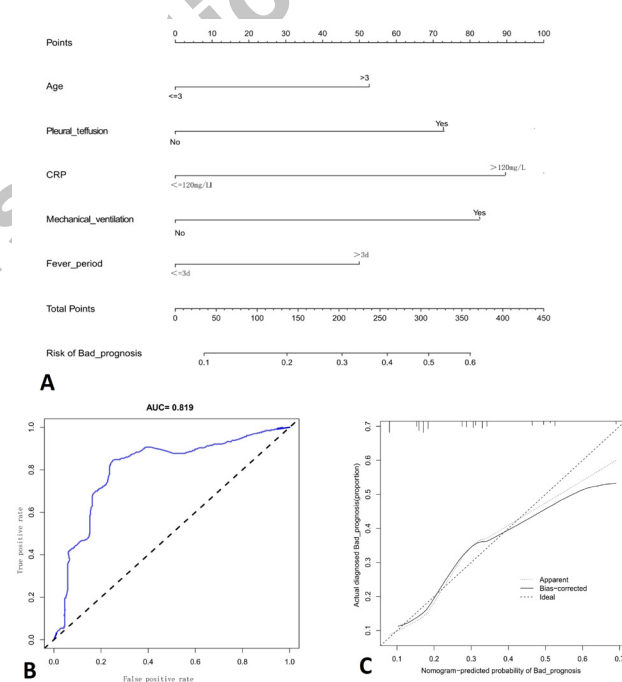 Points
0 10 20 30 40 50 60 70 80 90 100
Age
<=3
>3
Pleural_teffusion
No
Yes
CRP
<=120mg/L
>120mg/L
Mechanical_ventilation
No
Yes
Fever_period
<=3d
>3d
Total Points
0 50 100 150 200 250 300 350 400 450
Risk of Bad_prognosis
0.1 0.2 0.3 0.4 0.5 0.6
A
AUC= 0.819
True positive rate
0.0 0.2 0.4 0.6 0.8 1.0
0.0 0.2 0.4 0.6 0.8 1.0
False positive rate
B
Actual diagnosed Bad_prognosis(proportion)
0.1 0.2 0.3 0.4 0.5 0.6 0.7
Apparent
Bias-corrected
Ideal
0.1 0.2 0.3 0.4 0.5 0.6 0.7
Nomogram-predicted probability of Bad_prognosis
C